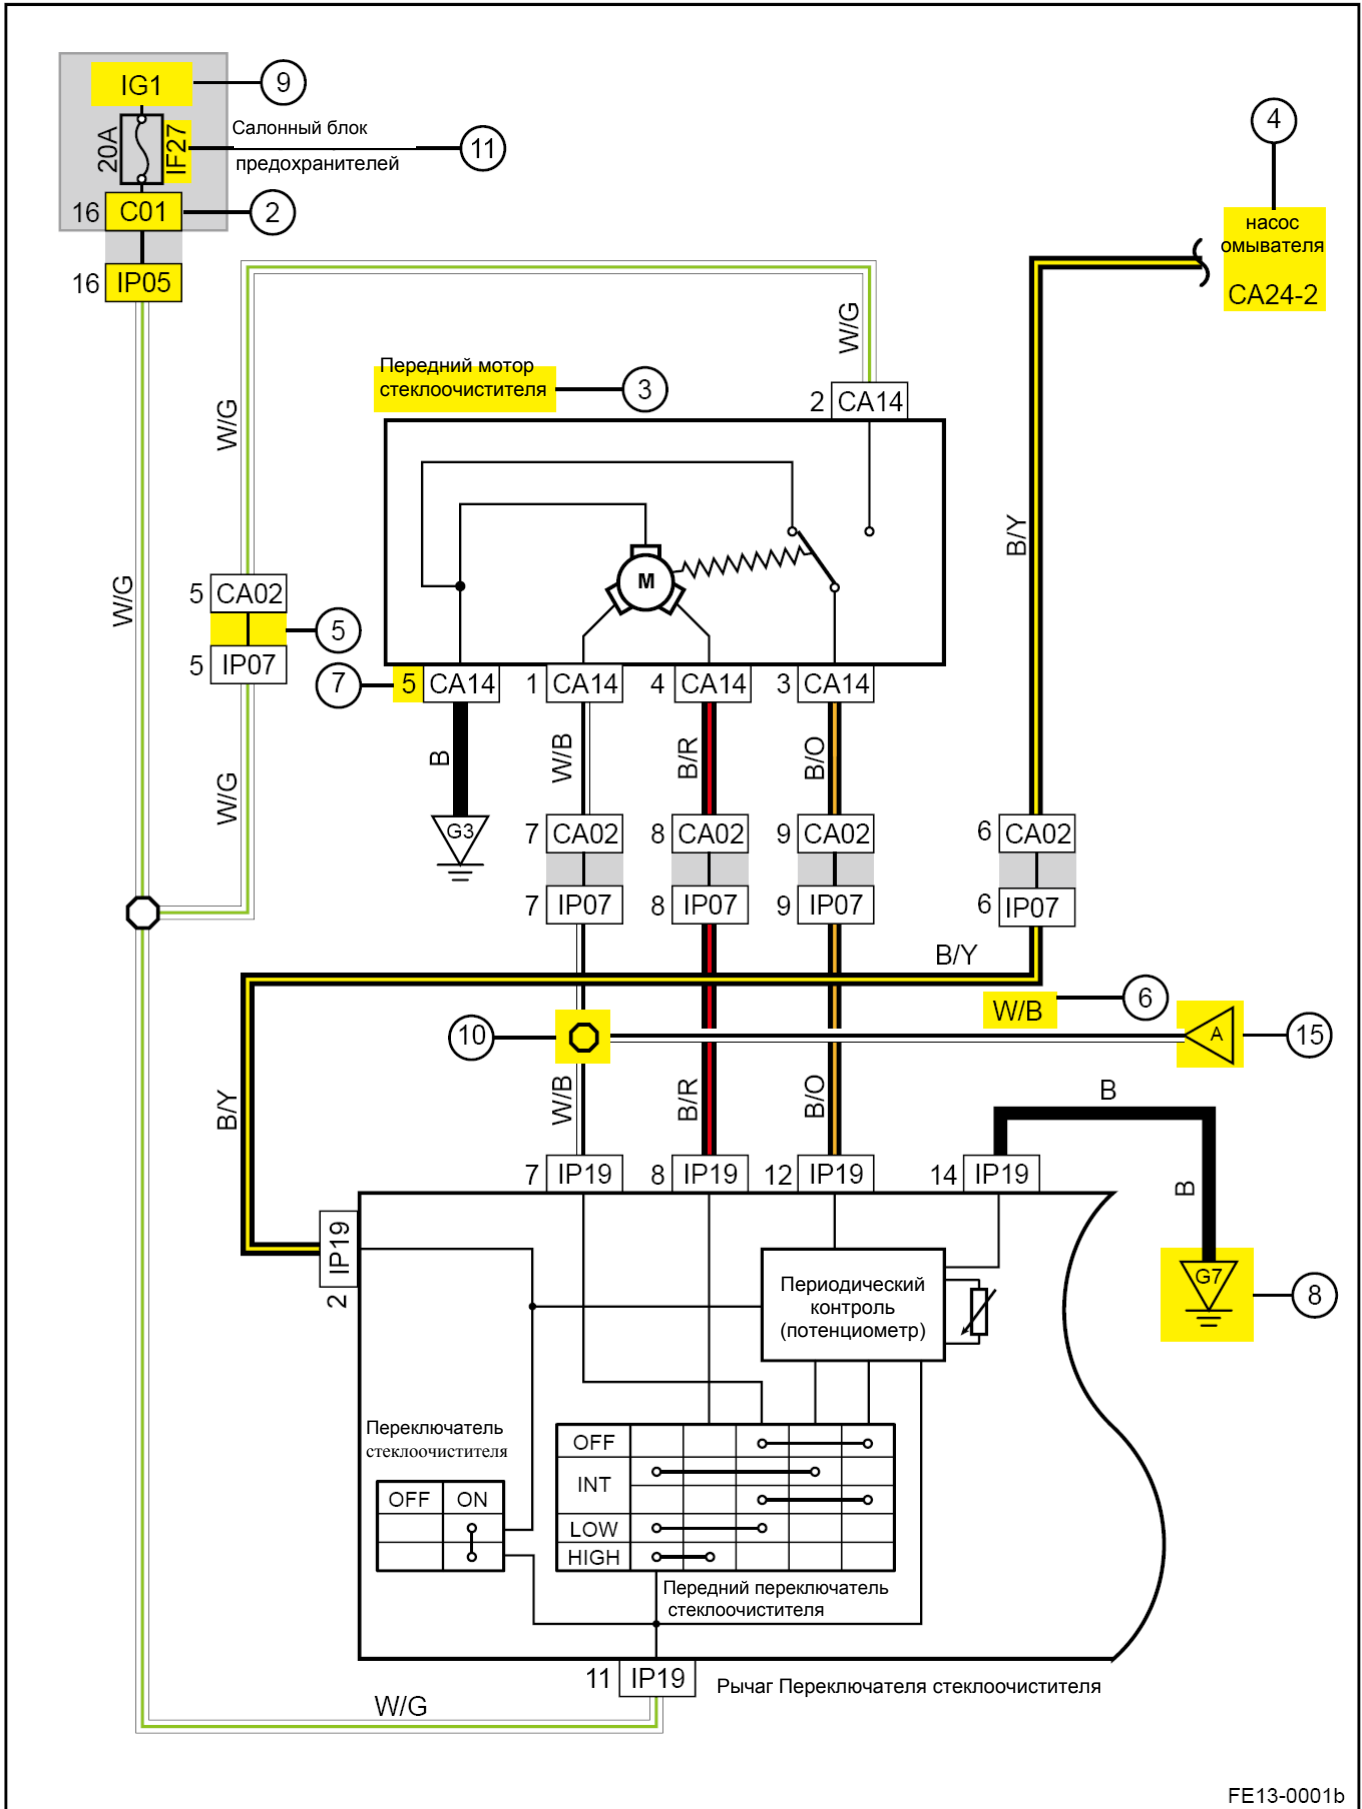 IG1
9
20A
IF27
Салонный блок
предохранителей
11
16 C01
2
16 IP05
4
насос
омывателя
CA24-2
W/G
Передний мотор
стеклоочистителя
3
2 CA14
W/G
W/G
B/Y
M
5 CA02
5
5 IP07
7
5 CA14
1 CA14
4 CA14
3 CA14
W/G
B
W/B
B/R
B/O
G3
7 CA02
8 CA02
9 CA02
6 CA02
7 IP07
8 IP07
9 IP07
6 IP07
B/Y
W/B
6
10
A
15
B/Y
W/B
B/R
B/O
B
7 IP19
8 IP19
12 IP19
14 IP19
B
2 IP19
G7
8
Периодический
контроль
(потенциометр)
Переключатель
стеклоочистителя
OFF ON
OFF
INT
LOW
HIGH
Передний переключатель
стеклоочистителя
11 IP19
Рычаг Переключателя стеклоочистителя
W/G
FE13-0001b